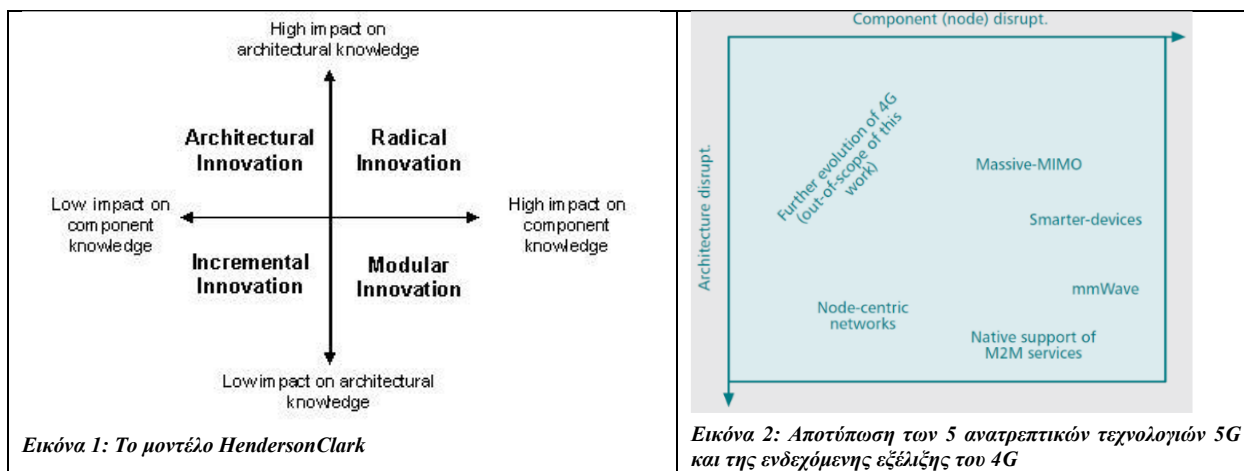 High impact on
architectural knowledge
Architectural
Innovation
Radical
Innovation
Low impact on
component
knowledge
High impact on
component
knowledge
Incremental
Innovation
Modular
Innovation
Low impact on architectural
knowledge
Εικόνα 1: Το μοντέλο HendersonClark
Component (node) disrupt.
Architecture disrupt.
Further evolution of 4G
(out-of-scope of this
work)
Massive-MIMO
Smarter-devices
mmWave
Node-centric
networks
Native support of
M2M services
Εικόνα 2: Αποτύπωση των 5 ανατρεπτικών τεχνολογιών 5G
και της ενδεχόμενης εξέλιξης του 4G